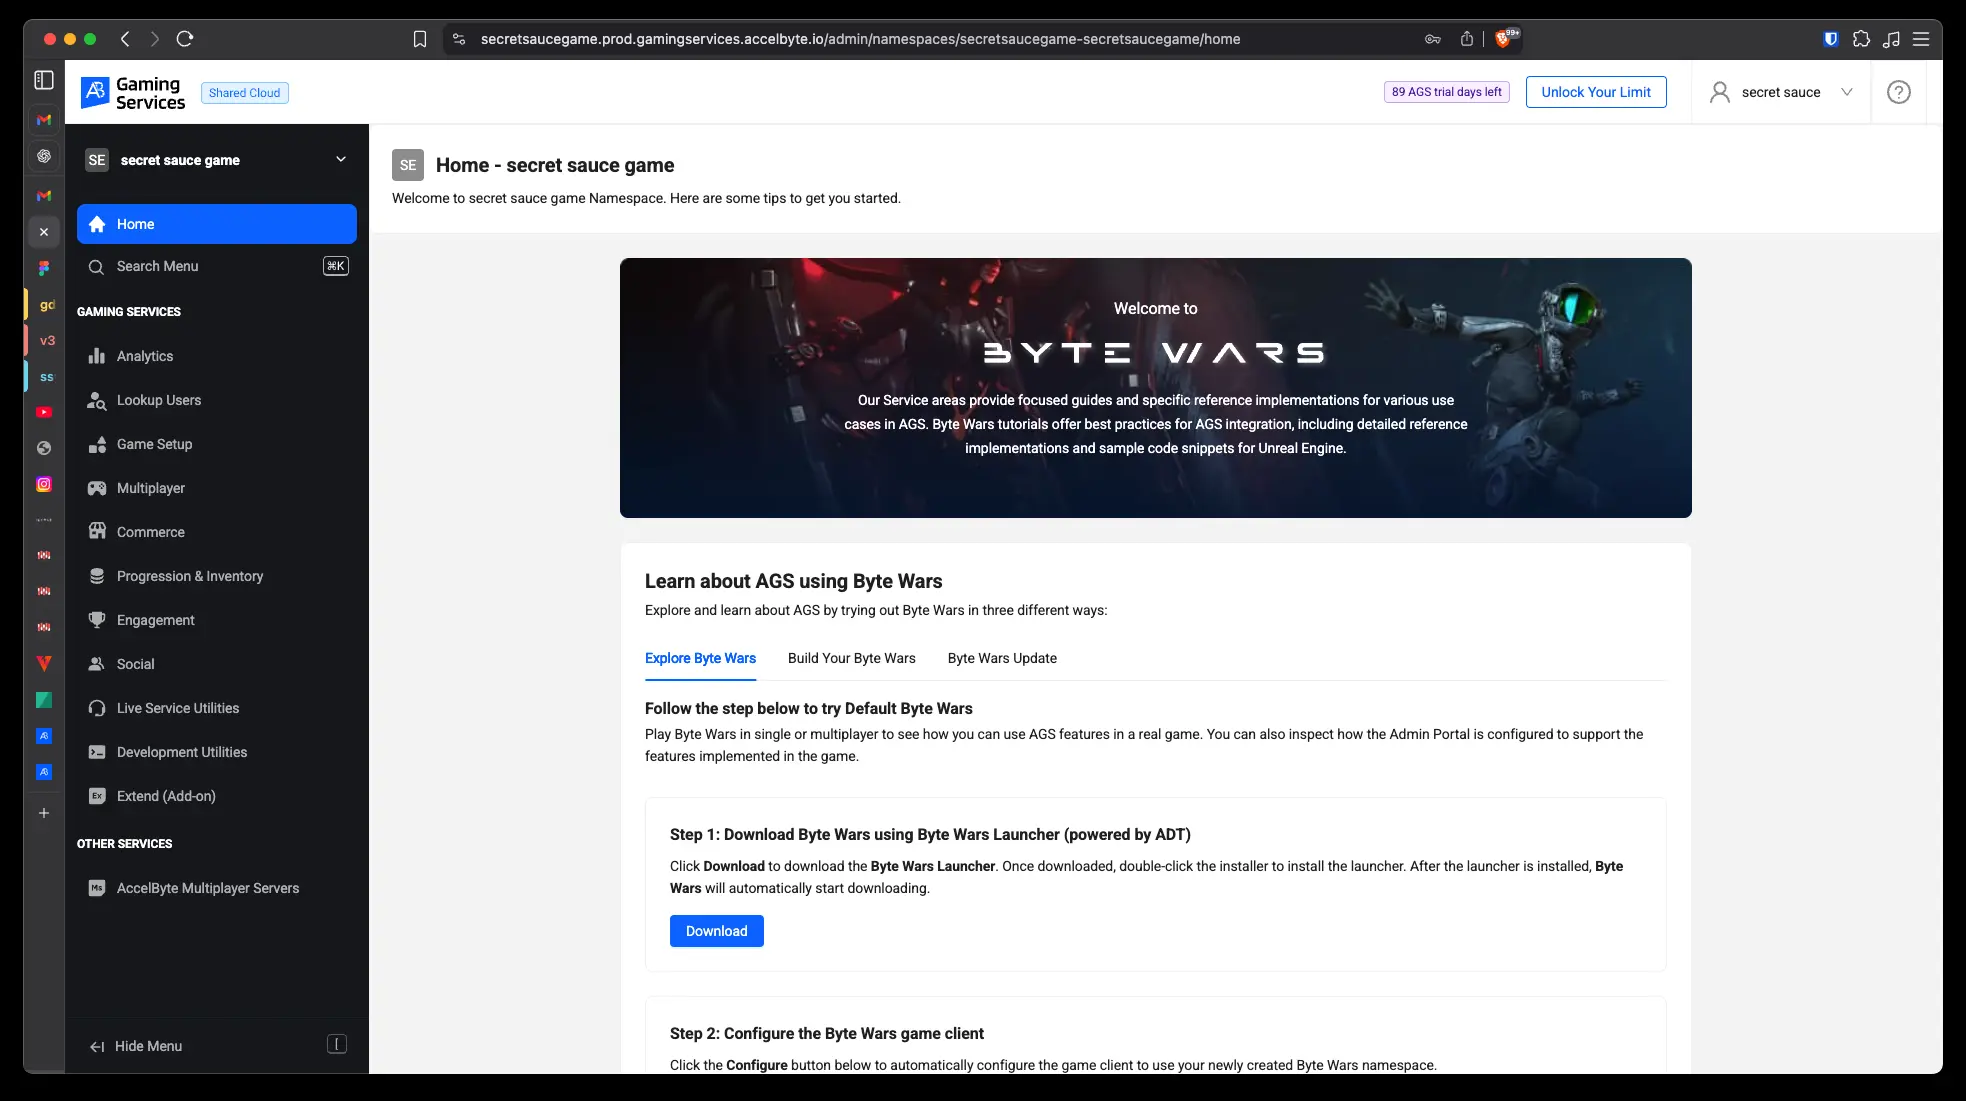 secretsaucegame.prod.gamingservices.accelbyte.io/admin/namespaces/secretsaucegame-secretsaucegame/home
99+
AB Gaming Services
Shared Cloud
89 AGS trial days left
Unlock Your Limit
secret sauce
SE secret sauce game
Home
Search Menu ⌘K
GAMING SERVICES
Analytics
Lookup Users
Game Setup
Multiplayer
Commerce
Progression & Inventory
Engagement
Social
Live Service Utilities
Development Utilities
Ex Extend (Add-on)
OTHER SERVICES
Ms AccelByte Multiplayer Servers
Hide Menu [
gd
v3
ss
SE Home - secret sauce game
Welcome to secret sauce game Namespace. Here are some tips to get you started.
Welcome to
BYTE WARS
Our Service areas provide focused guides and specific reference implementations for various use
cases in AGS. Byte Wars tutorials offer best practices for AGS integration, including detailed reference
implementations and sample code snippets for Unreal Engine.
Learn about AGS using Byte Wars
Explore and learn about AGS by trying out Byte Wars in three different ways:
Explore Byte Wars Build Your Byte Wars Byte Wars Update
Follow the step below to try Default Byte Wars
Play Byte Wars in single or multiplayer to see how you can use AGS features in a real game. You can also inspect how the Admin Portal is configured to support the
features implemented in the game.
Step 1: Download Byte Wars using Byte Wars Launcher (powered by ADT)
Click Download to download the Byte Wars Launcher. Once downloaded, double-click the installer to install the launcher. After the launcher is installed, Byte
Wars will automatically start downloading.
Download
Step 2: Configure the Byte Wars game client
Click the Configure button below to automatically configure the game client to use your newly created Byte Wars namespace.